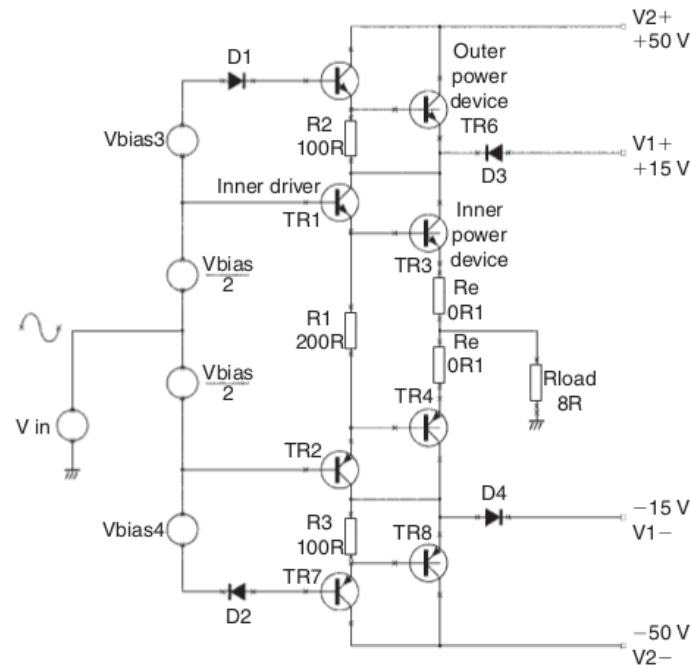 V2+
+50 V
D1
Outer
power
device
TR6
Vbias3
R2
100R
V1+
+15 V
D3
Inner driver
TR1
Inner
power
device
TR3
Vbias
2
Re
0R1
R1
200R
Re
0R1
Vbias
2
Rload
8R
TR4
V in
TR2
D4
−15 V
V1−
Vbias4
R3
100R
TR8
TR7
D2
−50 V
V2−